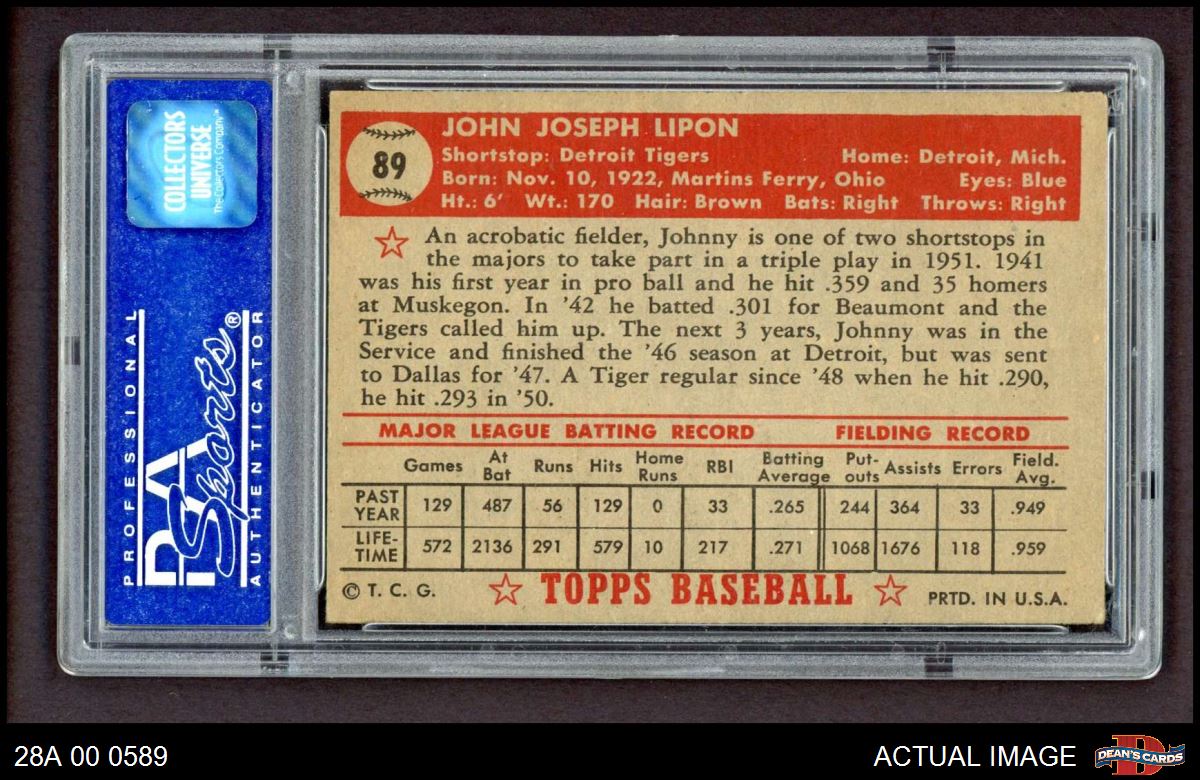 COLLECTORS
UNIVERSE
The Collectors Company™
PROFESSIONAL
PSA
Sports®
AUTHENTICATOR
89
JOHN JOSEPH LIPON
Shortstop: Detroit Tigers Home: Detroit, Mich.
Born: Nov. 10, 1922, Martins Ferry, Ohio Eyes: Blue
Ht.: 6' Wt.: 170 Hair: Brown Bats: Right Throws: Right
An acrobatic fielder, Johnny is one of two shortstops in
the majors to take part in a triple play in 1951. 1941
was his first year in pro ball and he hit .359 and 35 homers
at Muskegon. In '42 he batted .301 for Beaumont and the
Tigers called him up. The next 3 years, Johnny was in the
Service and finished the '46 season at Detroit, but was sent
to Dallas for '47. A Tiger regular since '48 when he hit .290,
he hit .293 in '50.
MAJOR LEAGUE BATTING RECORD FIELDING RECORD
Games At Bat Runs Hits Home Runs RBI Batting Average Put-outs Assists Errors Field. Avg.
PAST YEAR 129 487 56 129 0 33 .265 244 364 33 .949
LIFE-TIME 572 2136 291 579 10 217 .271 1068 1676 118 .959
© T. C. G. TOPPS BASEBALL PRTD. IN U.S.A.
28A 00 0589 ACTUAL IMAGE DEAN'S CARDS